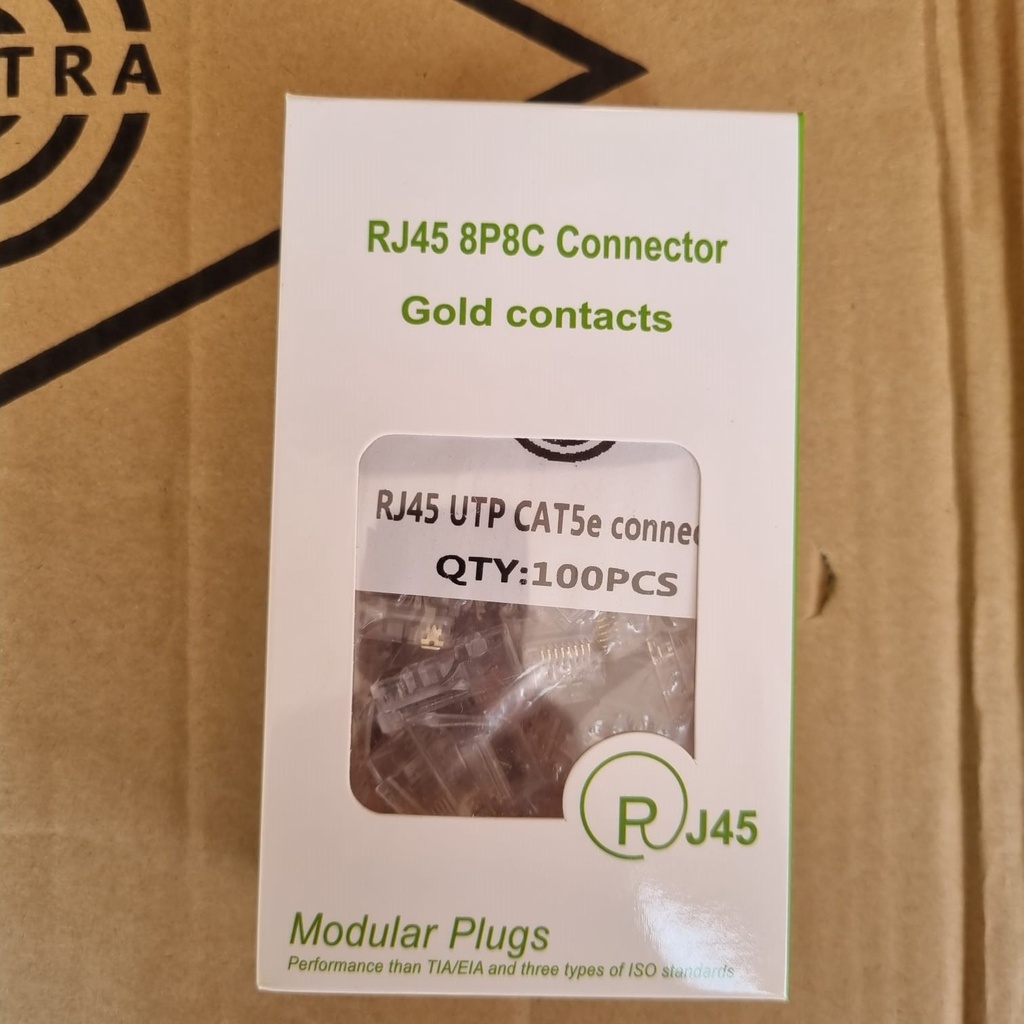 TRA
RJ45 8P8C Connector
Gold contacts
RJ45 UTP CAT5e connec
QTY:100PCS
RJ45
Modular Plugs
Performance than TIA/EIA and three types of ISO standards